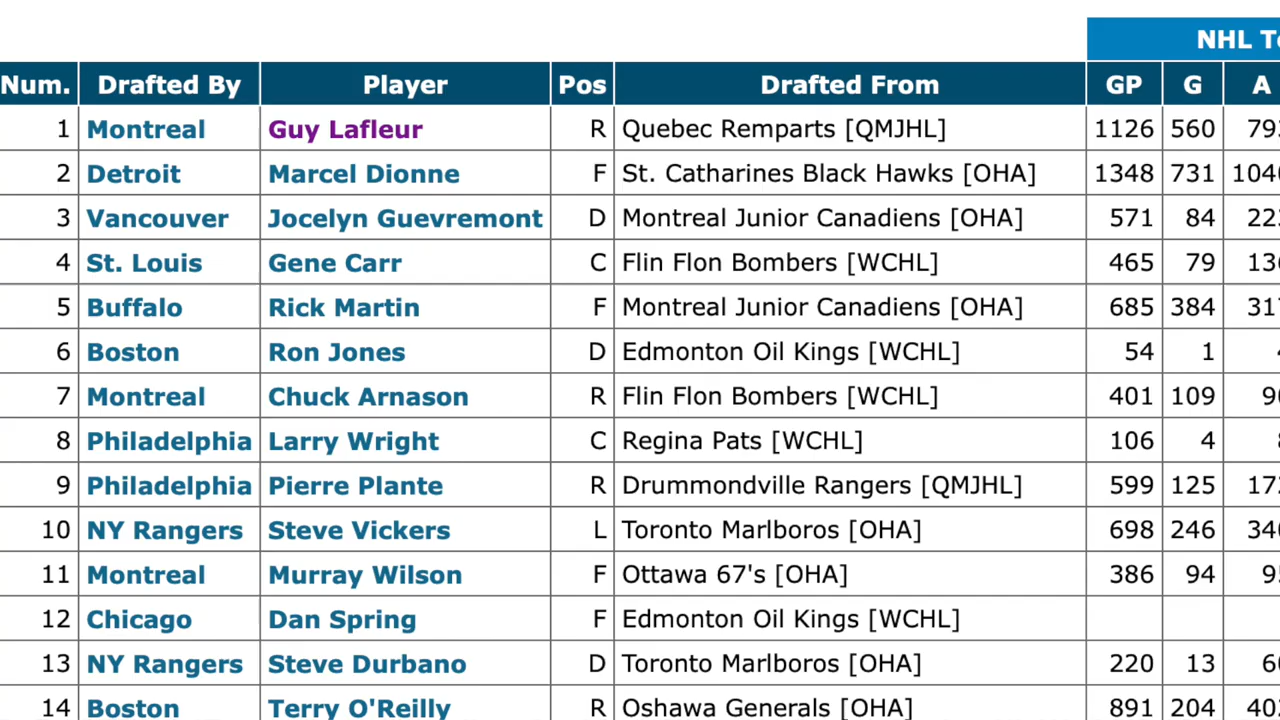 NHL
Num. Drafted By Player Pos Drafted From GP G A
1 Montreal Guy Lafleur R Quebec Remparts [QMJHL] 1126 560
2 Detroit Marcel Dionne F St. Catharines Black Hawks [OHA] 1348 731
3 Vancouver Jocelyn Guevremont D Montreal Junior Canadiens [OHA] 571 84
4 St. Louis Gene Carr C Flin Flon Bombers [WCHL] 465 79
5 Buffalo Rick Martin F Montreal Junior Canadiens [OHA] 685 384
6 Boston Ron Jones D Edmonton Oil Kings [WCHL] 54 1
7 Montreal Chuck Arnason R Flin Flon Bombers [WCHL] 401 109
8 Philadelphia Larry Wright C Regina Pats [WCHL] 106 4
9 Philadelphia Pierre Plante R Drummondville Rangers [QMJHL] 599 125
10 NY Rangers Steve Vickers L Toronto Marlboros [OHA] 698 246
11 Montreal Murray Wilson F Ottawa 67's [OHA] 386 94
12 Chicago Dan Spring F Edmonton Oil Kings [WCHL]
13 NY Rangers Steve Durbano D Toronto Marlboros [OHA] 220 13
14 Boston Terry O'Reilly R Oshawa Generals [OHA] 891 204